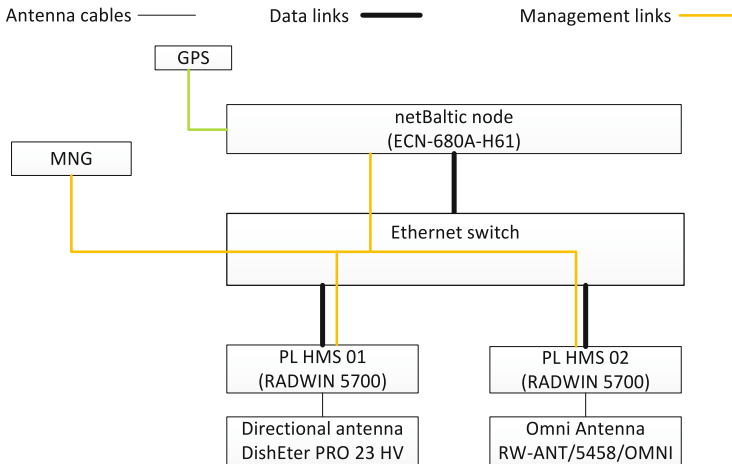 Antenna cables
Data links
Management links
GPS
netBaltic node
(ECN-680A-H61)
MNG
Ethernet switch
PL HMS 01
(RADWIN 5700)
PL HMS 02
(RADWIN 5700)
Directional antenna
DishEter PRO 23 HV
Omni Antenna
RW-ANT/5458/OMNI